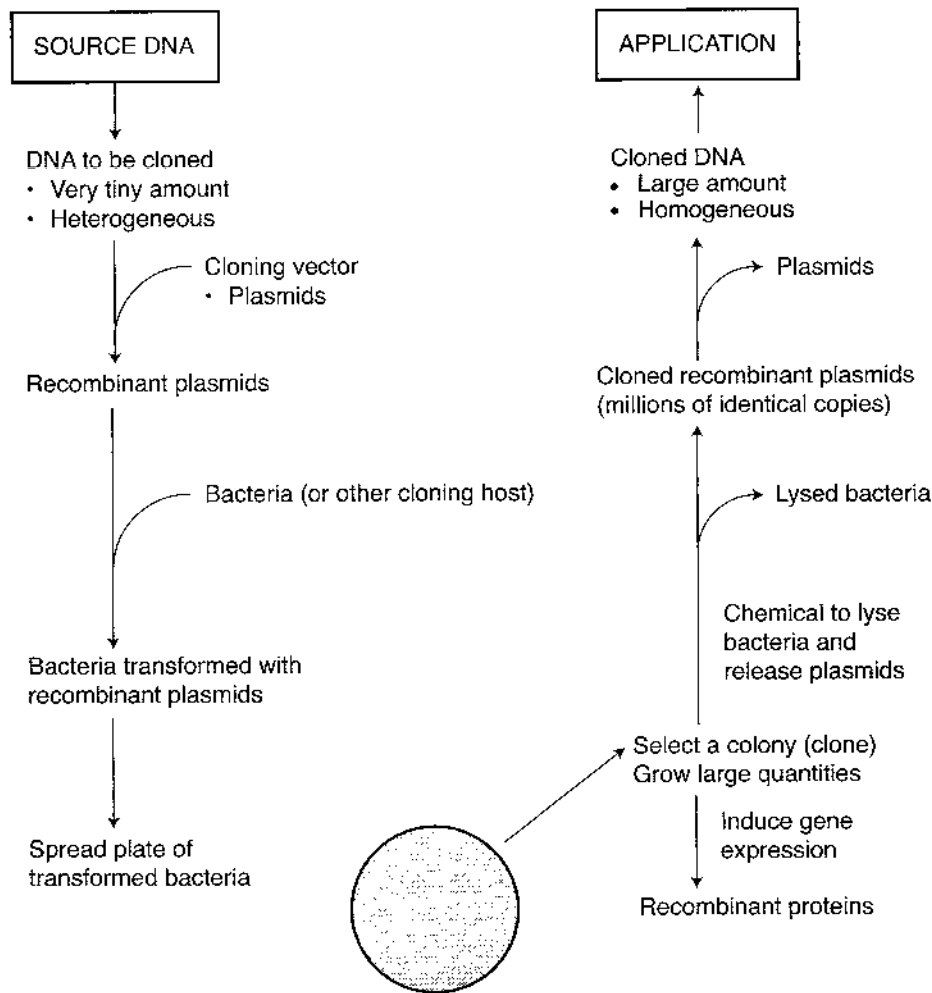 SOURCE DNA
DNA to be cloned
• Very tiny amount
• Heterogeneous
Cloning vector
• Plasmids
Recombinant plasmids
Bacteria (or other cloning host)
Bacteria transformed with
recombinant plasmids
Spread plate of
transformed bacteria
APPLICATION
Cloned DNA
• Large amount
• Homogeneous
Plasmids
Cloned recombinant plasmids
(millions of identical copies)
Lysed bacteria
Chemical to lyse
bacteria and
release plasmids
Select a colony (clone)
Grow large quantities
Induce gene
expression
Recombinant proteins